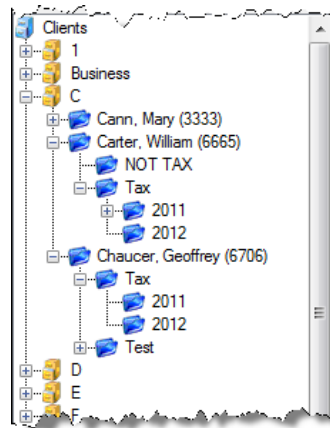 Clients
1
Business
C
Cann, Mary (3333)
Carter, William (6665)
NOT TAX
Tax
2011
2012
Chaucer, Geoffrey (6706)
Tax
2011
2012
Test
D
E
F